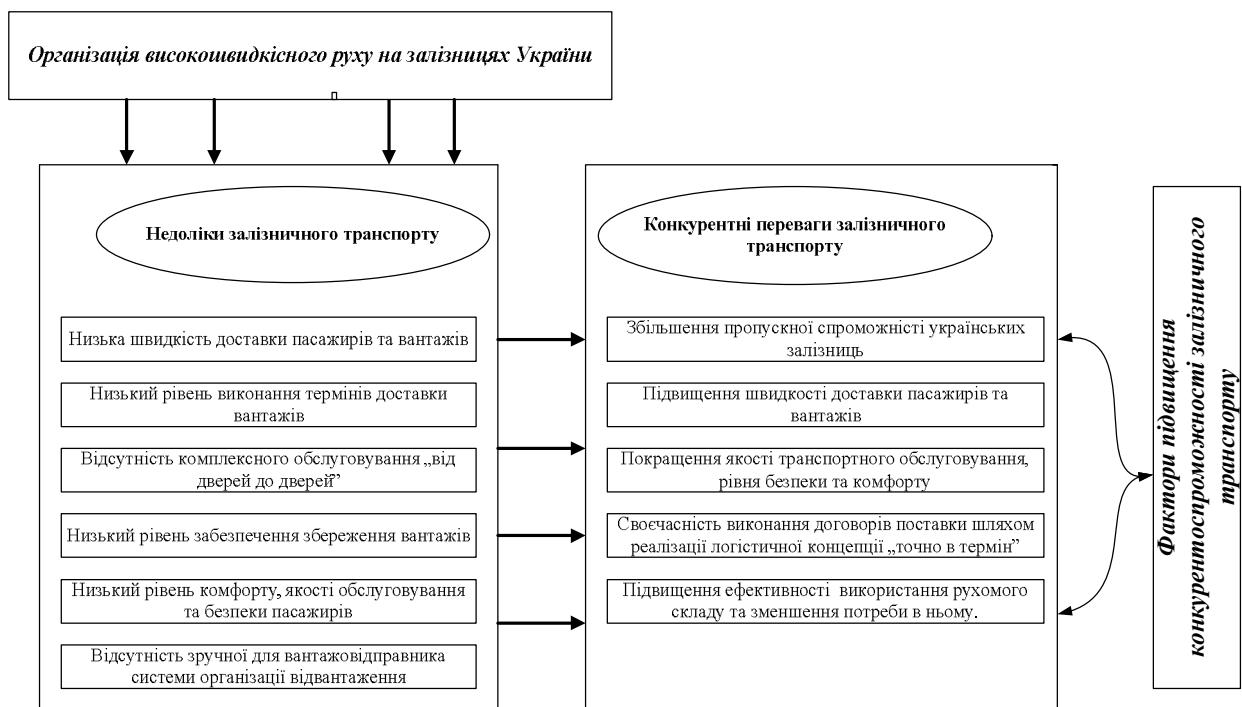 Організація високошвидкісного руху на залізницях України
Недоліки залізничного транспорту
Низька швидкість доставки пасажирів та вантажів
Низький рівень виконання термінів доставки
вантажів
Відсутність комплексного обслуговування „від
дверей до дверей”
Низький рівень забезпечення збереження вантажів
Низький рівень комфорту, якості обслуговування
та безпеки пасажирів
Відсутність зручної для вантажовідправника
системи організації відвантаження
Конкурентні переваги залізничного
транспорту
Збільшення пропускної спроможністі українських
залізниць
Підвищення швидкості доставки пасажирів та
вантажів
Покращення якості транспортного обслуговування,
рівня безпеки та комфорту
Своєчасність виконання договорів поставки шляхом
реалізації логістичної концепції „точно в термін”
Підвищення ефективності використання рухомого
складу та зменшення потреби в ньому.
Фактори підвищення
конкурентоспроможності залізничного
транспорту